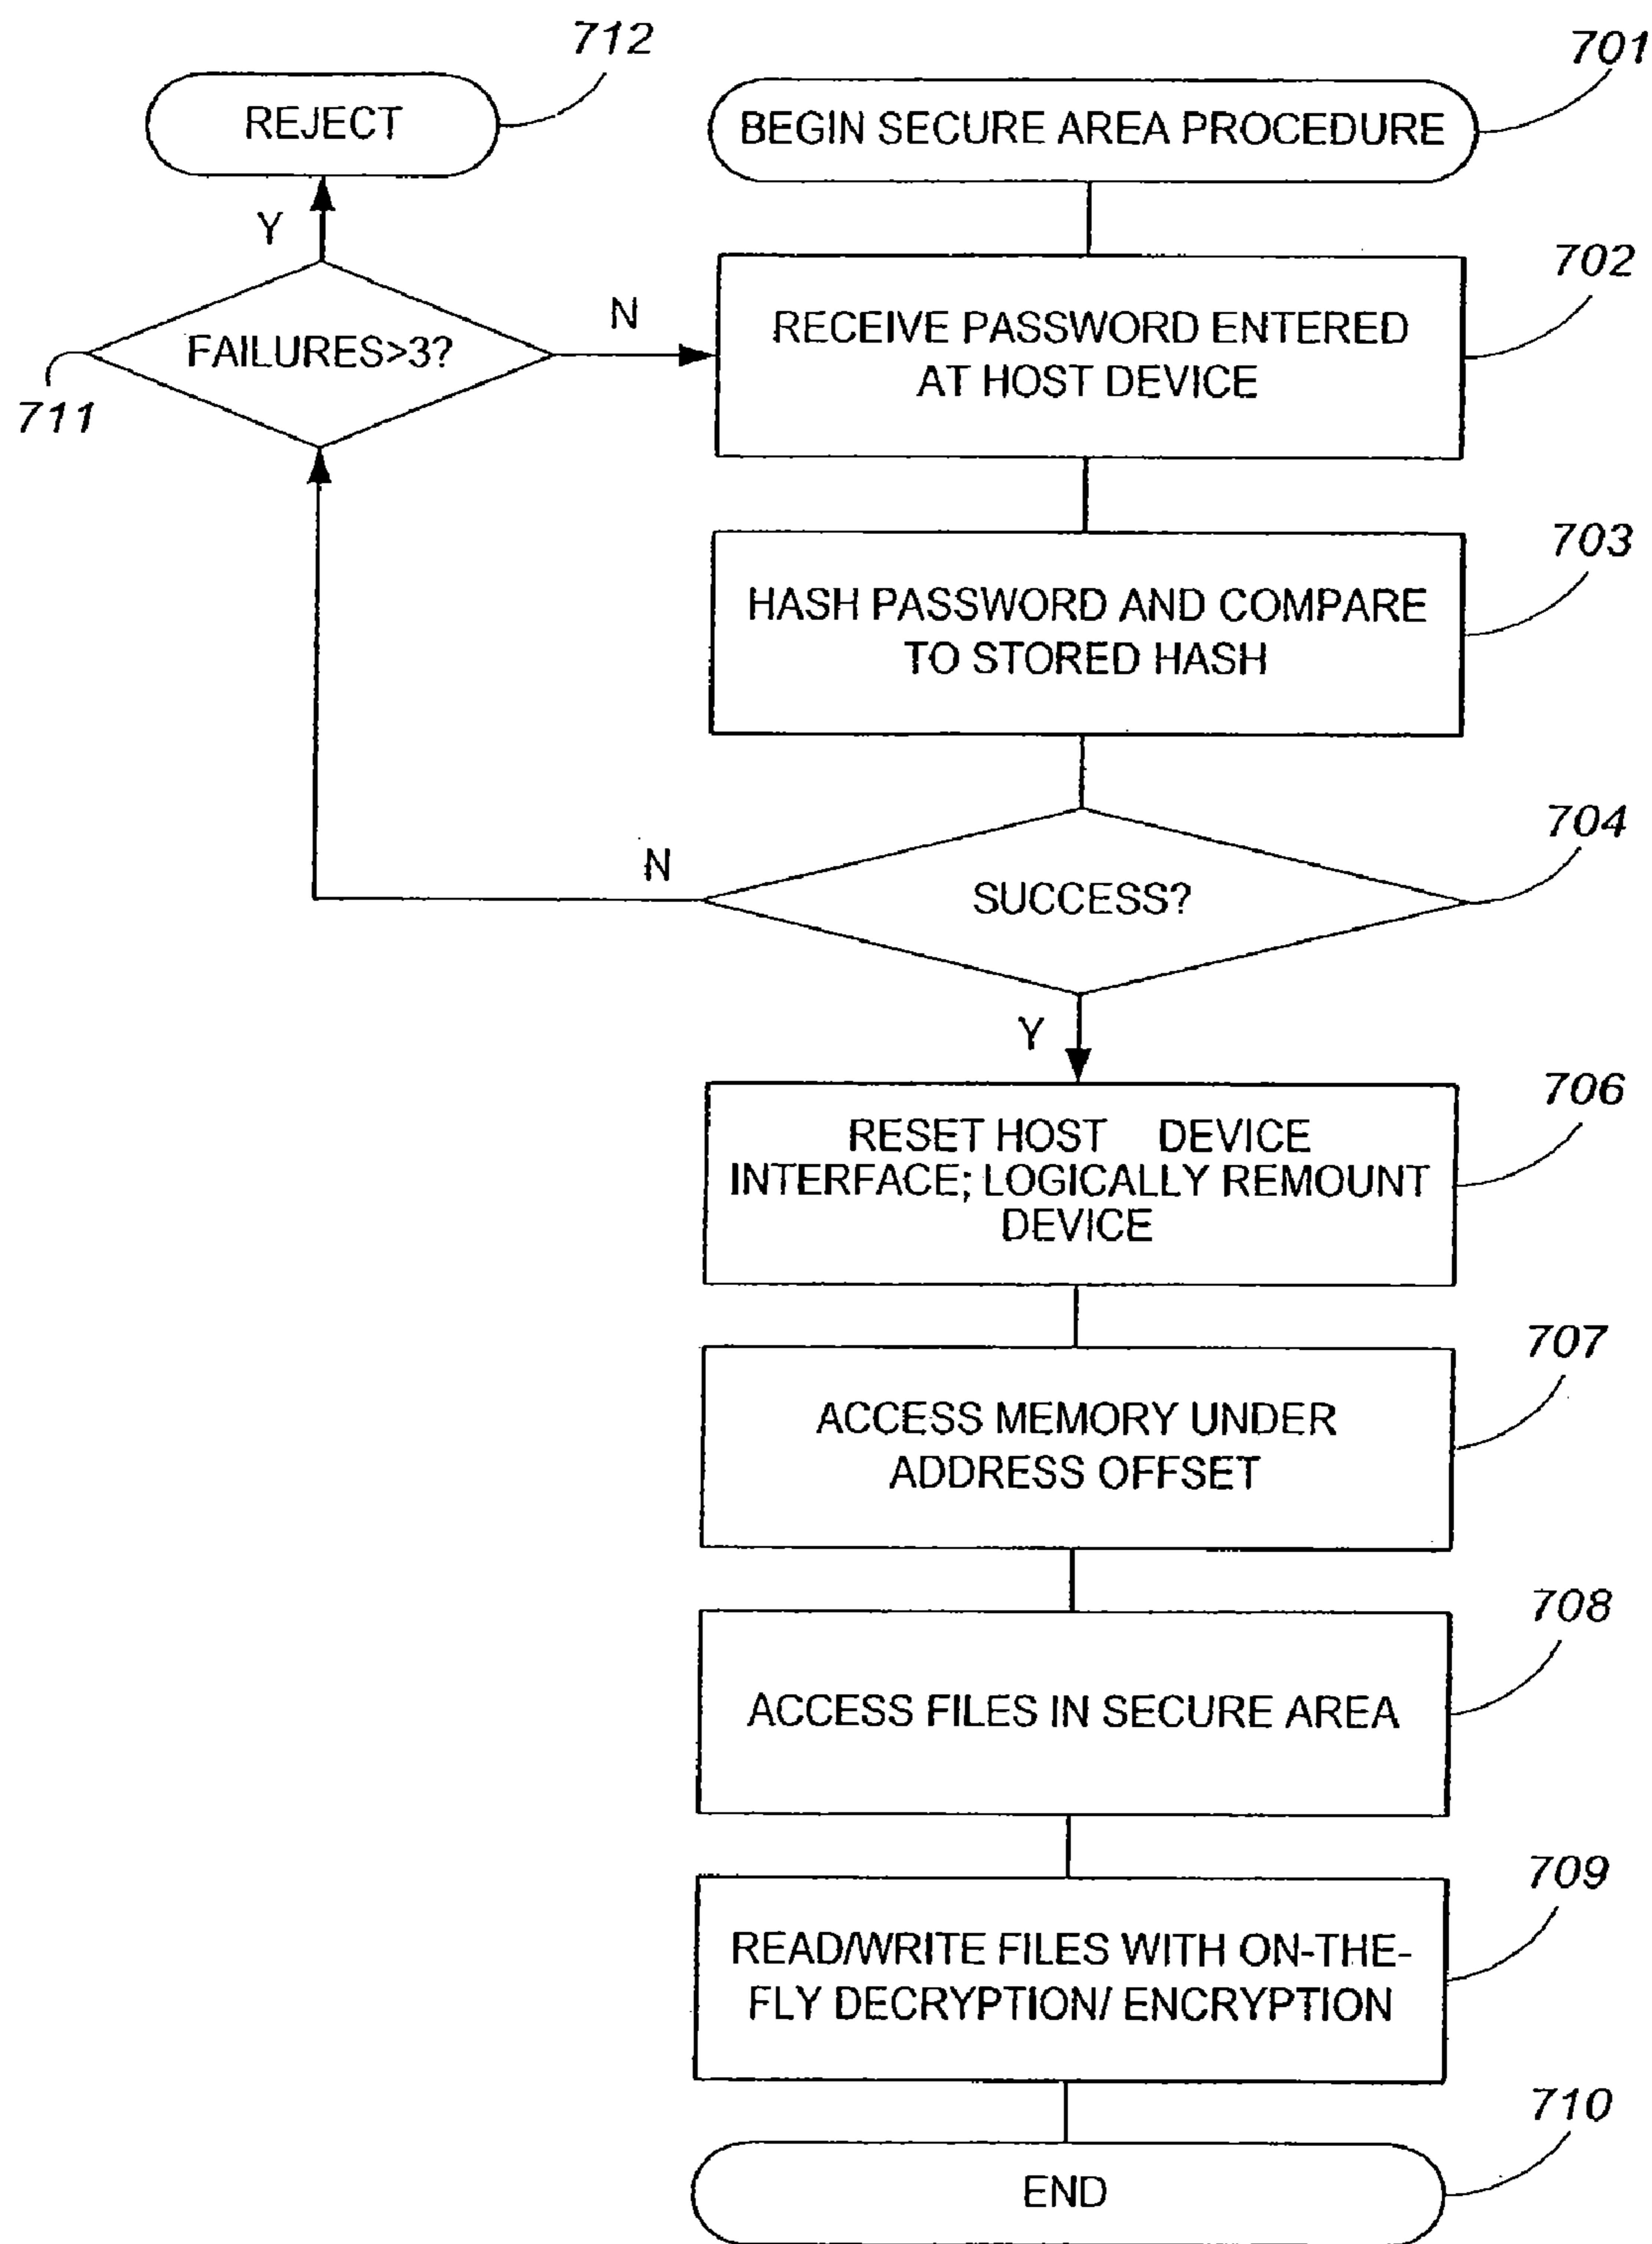 712
701
REJECT
BEGIN SECURE AREA PROCEDURE
Y
702
N
RECEIVE PASSWORD ENTERED
AT HOST DEVICE
FAILURES>3?
711
703
HASH PASSWORD AND COMPARE
TO STORED HASH
704
N
SUCCESS?
Y
706
RESET HOST DEVICE
INTERFACE; LOGICALLY REMOUNT
DEVICE
707
ACCESS MEMORY UNDER
ADDRESS OFFSET
708
ACCESS FILES IN SECURE AREA
709
READ/WRITE FILES WITH ON-THE-
FLY DECRYPTION/ ENCRYPTION
710
END